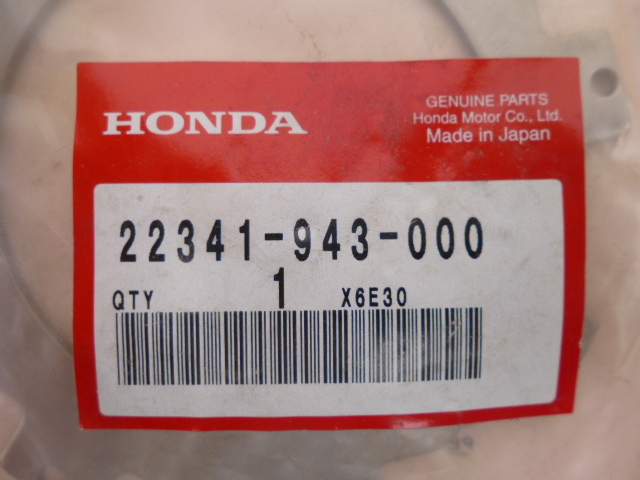 HONDA
GENUINE PARTS
Honda Motor Co., Ltd.
Made in Japan
22341-943-000
QTY 1 X6E30